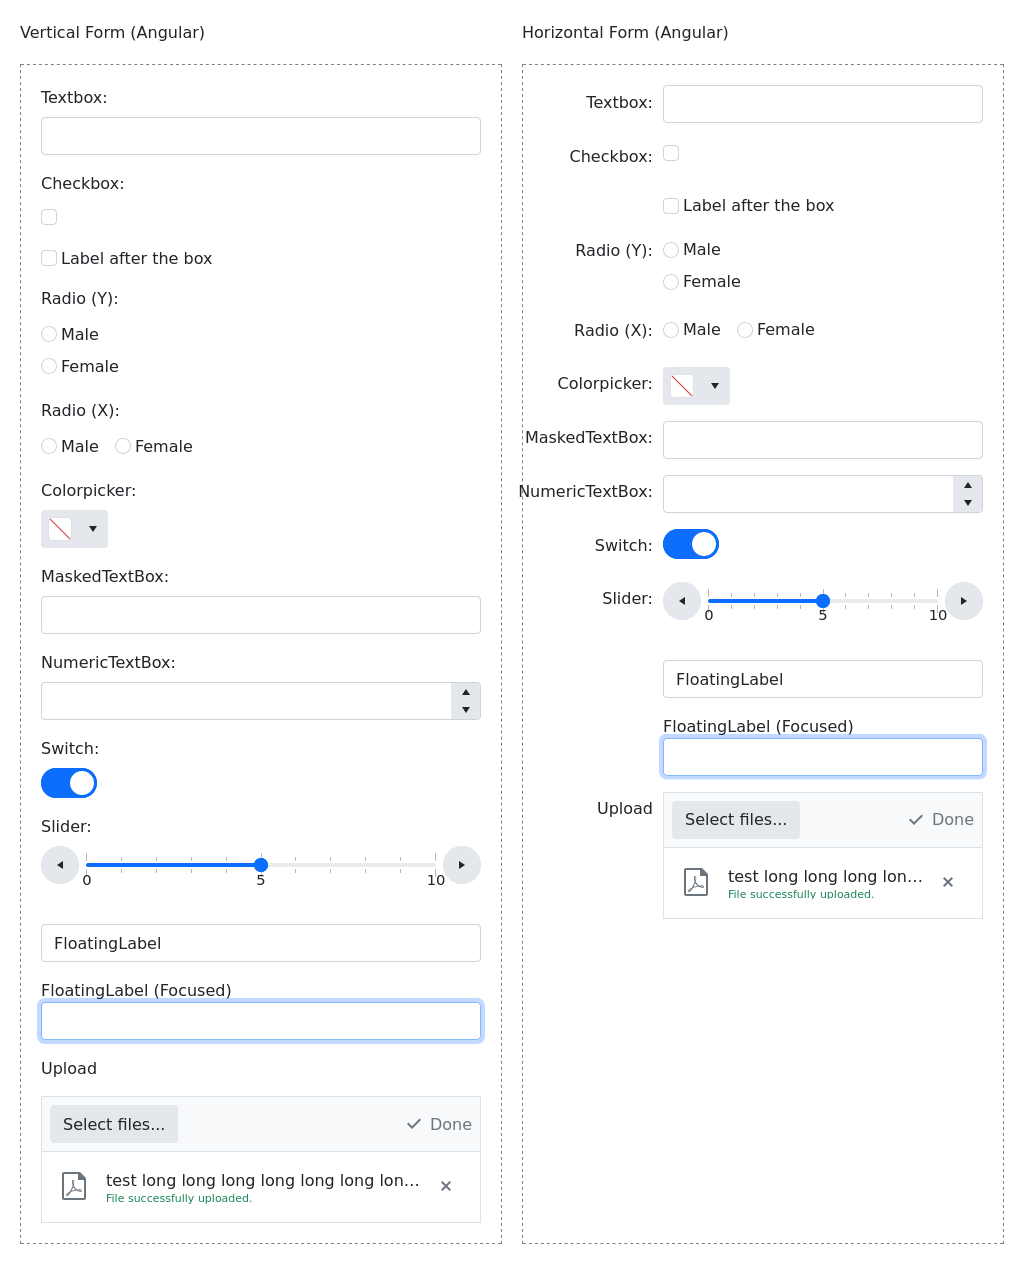 Vertical Form (Angular)
Textbox:
Checkbox:
Label after the box
Radio (Y):
Male
Female
Radio (X):
Male Female
Colorpicker:
MaskedTextBox:
NumericTextBox:
Switch:
Slider:
0 5 10
FloatingLabel
FloatingLabel (Focused)
Upload
Select files... Done
test long long long long long long lon...
File successfully uploaded.
Horizontal Form (Angular)
Textbox:
Checkbox:
Label after the box
Radio (Y): Male
Female
Radio (X): Male Female
Colorpicker:
MaskedTextBox:
NumericTextBox:
Switch:
Slider:
0 5 10
FloatingLabel
FloatingLabel (Focused)
Upload Select files... Done
test long long long lon...
File successfully uploaded.